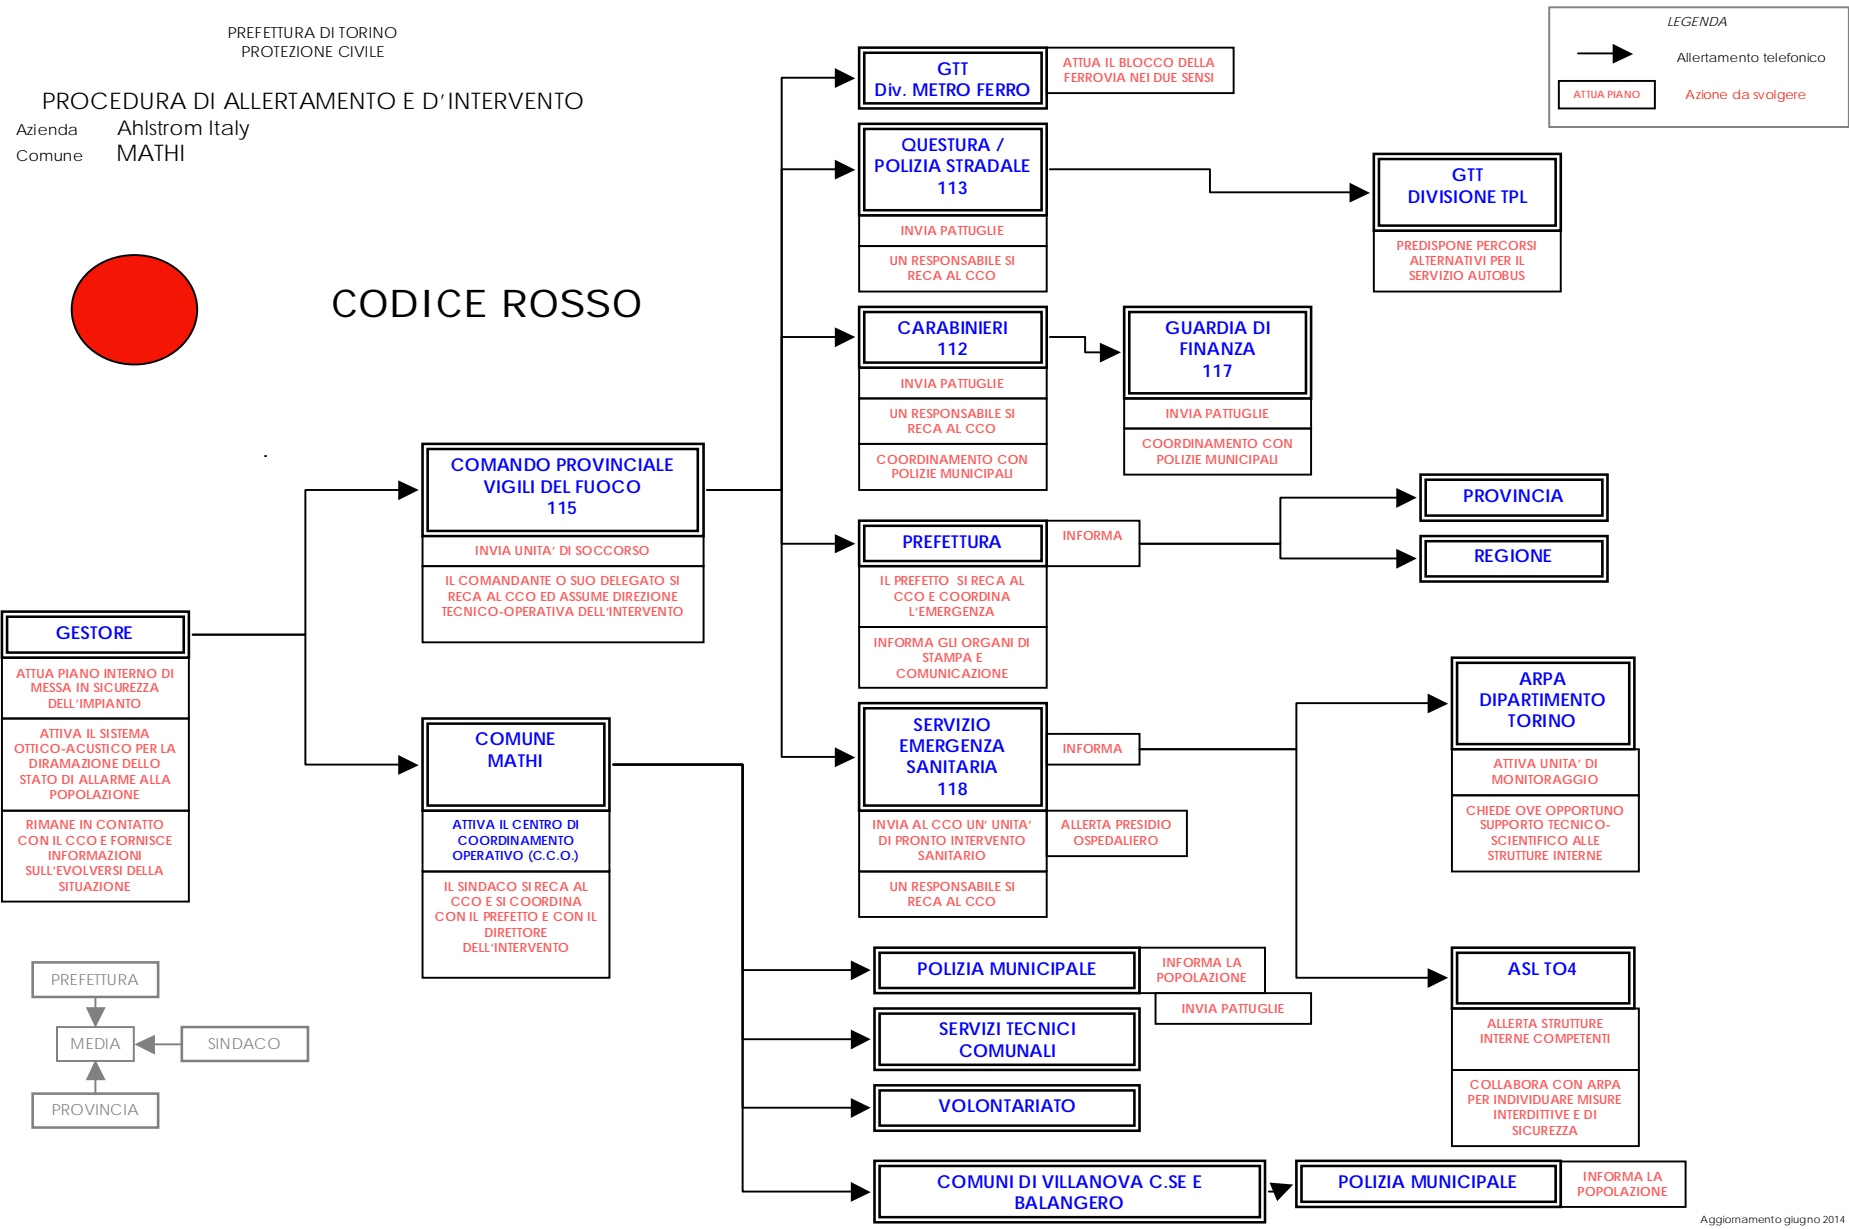 PREFETTURA DI TORINO
PROTEZIONE CIVILE
PROCEDURA DI ALLERTAMENTO E D'INTERVENTO
Azienda Ahlstrom Italy
Comune MATHI
CODICE ROSSO
.
LEGENDA
Allertamento telefonico
ATTUA PIANO
Azione da svolgere
GESTORE
ATTUA PIANO INTERNO DI
MESSA IN SICUREZZA
DELL'IMPIANTO
ATTIVA IL SISTEMA
OTTICO-ACUSTICO PER LA
DIRAMAZIONE DELLO
STATO DI ALLARME ALLA
POPOLAZIONE
RIMANE IN CONTATTO
CON IL CCO E FORNISCE
INFORMAZIONI
SULL'EVOLVERSI DELLA
SITUAZIONE
COMANDO PROVINCIALE
VIGILI DEL FUOCO
115
INVIA UNITA' DI SOCCORSO
IL COMANDANTE O SUO DELEGATO SI
RECA AL CCO ED ASSUME DIREZIONE
TECNICO-OPERATIVA DELL'INTERVENTO
COMUNE
MATHI
ATTIVA IL CENTRO DI
COORDINAMENTO
OPERATIVO (C.C.O.)
IL SINDACO SI RECA AL
CCO E SI COORDINA
CON IL PREFETTO E CON IL
DIRETTORE
DELL'INTERVENTO
GTT
Div. METRO FERRO
ATTUA IL BLOCCO DELLA
FERROVIA NEI DUE SENSI
QUESTURA /
POLIZIA STRADALE
113
INVIA PATTUGLIE
UN RESPONSABILE SI
RECA AL CCO
GTT
DIVISIONE TPL
PREDISPONE PERCORSI
ALTERNATIVI PER IL
SERVIZIO AUTOBUS
CARABINIERI
112
INVIA PATTUGLIE
UN RESPONSABILE SI
RECA AL CCO
COORDINAMENTO CON
POLIZIE MUNICIPALI
GUARDIA DI
FINANZA
117
INVIA PATTUGLIE
COORDINAMENTO CON
POLIZIE MUNICIPALI
PREFETTURA
INFORMA
IL PREFETTO SI RECA AL
CCO E COORDINA
L'EMERGENZA
INFORMA GLI ORGANI DI
STAMPA E
COMUNICAZIONE
PROVINCIA
REGIONE
SERVIZIO
EMERGENZA
SANITARIA
118
INFORMA
INVIA AL CCO UN' UNITA'
DI PRONTO INTERVENTO
SANITARIO
ALLERTA PRESIDIO
OSPEDALIERO
UN RESPONSABILE SI
RECA AL CCO
ARPA
DIPARTIMENTO
TORINO
ATTIVA UNITA' DI
MONITORAGGIO
CHIEDE OVE OPPORTUNO
SUPPORTO TECNICO-
SCIENTIFICO ALLE
STRUTTURE INTERNE
ASL TO4
ALLERTA STRUTTURE
INTERNE COMPETENTI
COLLABORA CON ARPA
PER INDIVIDUARE MISURE
INTERDITTIVE E DI
SICUREZZA
POLIZIA MUNICIPALE
INFORMA LA
POPOLAZIONE
INVIA PATTUGLIE
SERVIZI TECNICI
COMUNALI
VOLONTARIATO
COMUNI DI VILLANOVA C.SE E
BALANGERO
POLIZIA MUNICIPALE
INFORMA LA
POPOLAZIONE
PREFETTURA
MEDIA
SINDACO
PROVINCIA
Aggiornamento giugno 2014